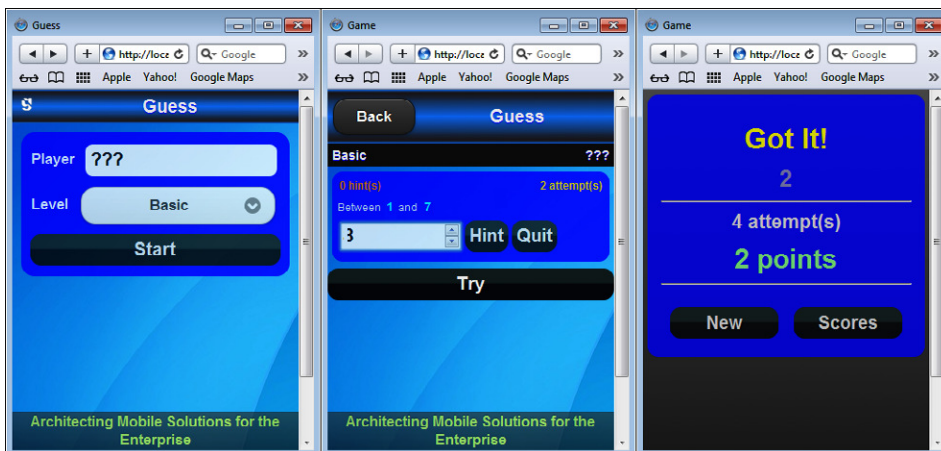 Guess
http://loca
Google
Apple Yahoo! Google Maps
g Guess
Player ???
Level Basic
Start
Architecting Mobile Solutions for the
Enterprise
Game
http://loca
Google
Apple Yahoo! Google Maps
Back Guess
Basic ???
0 hint(s) 2 attempt(s)
Between 1 and 7
3 Hint Quit
Try
Architecting Mobile Solutions for the
Enterprise
Game
http://loca
Google
Apple Yahoo! Google Maps
Got It!
2
4 attempt(s)
2 points
New Scores